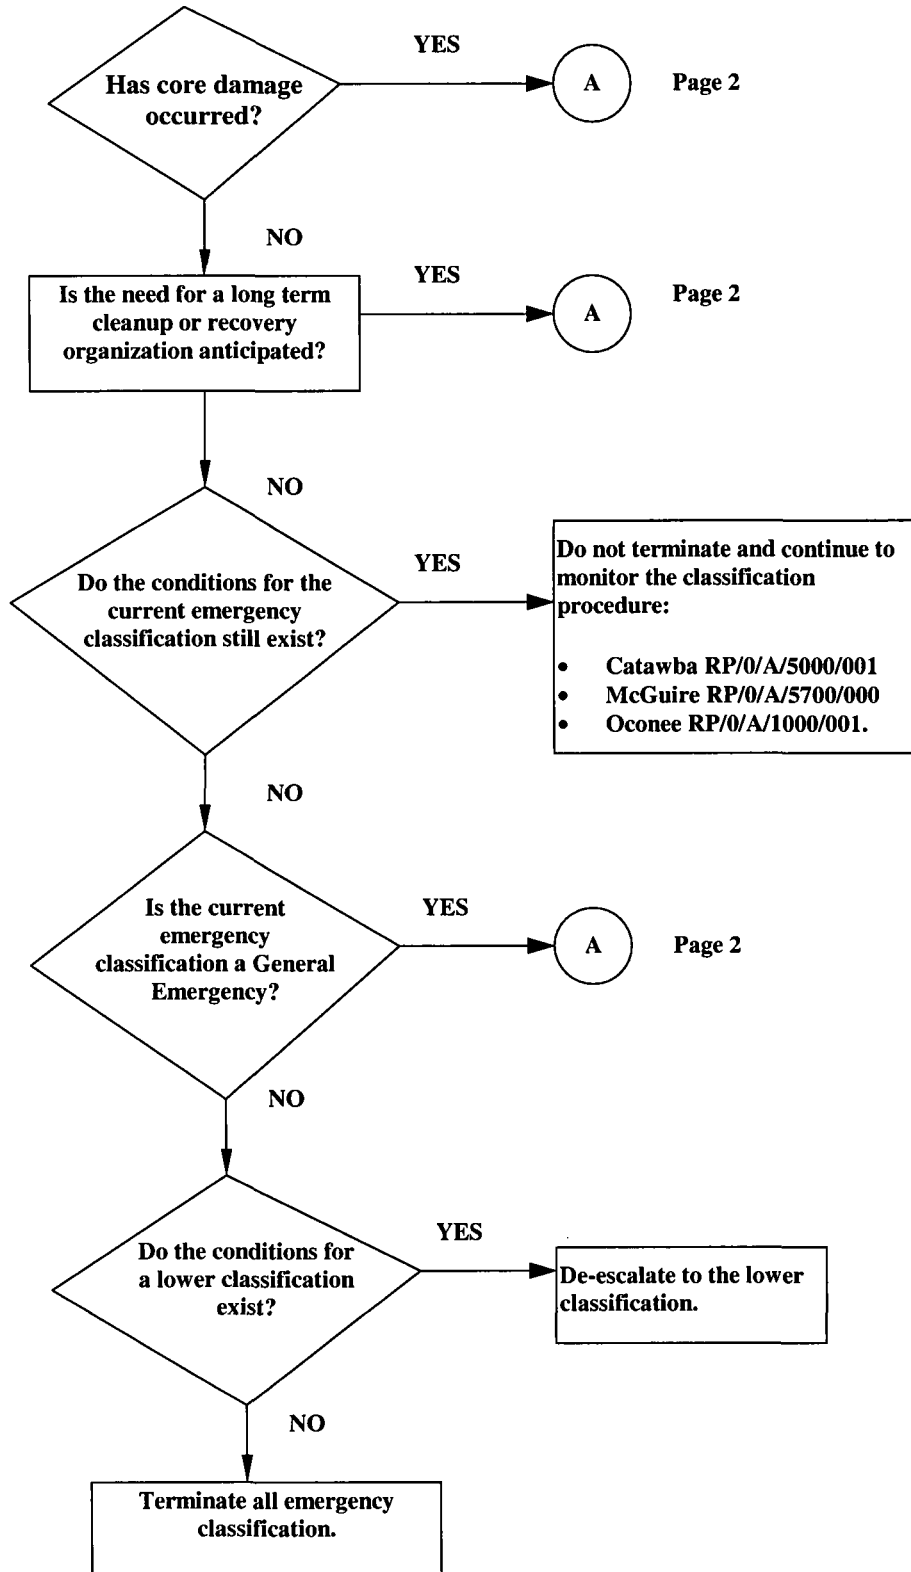 YES
Has core damage
occurred?
A
Page 2
NO
YES
Is the need for a long term
cleanup or recovery
organization anticipated?
A
Page 2
NO
Do the conditions for the
current emergency
classification still exist?
YES
Do not terminate and continue to
monitor the classification
procedure:
• Catawba RP/0/A/5000/001
• McGuire RP/0/A/5700/000
• Oconee RP/0/A/1000/001.
NO
Is the current
emergency
classification a General
Emergency?
YES
A
Page 2
NO
Do the conditions for
a lower classification
exist?
YES
De-escalate to the lower
classification.
NO
Terminate all emergency
classification.